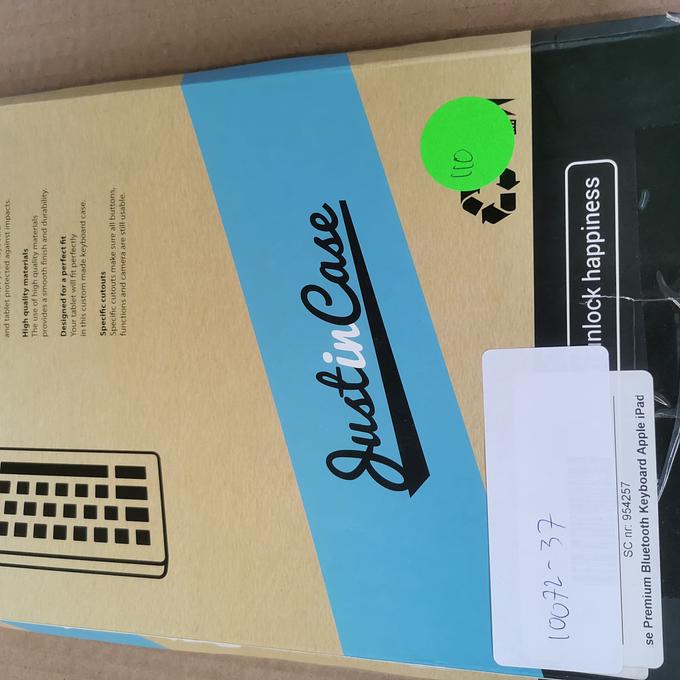 and tablet protected against impacts.
High quality materials
The use of high quality materials
provides a smooth finish and durability.
Designed for a perfect fit
Your tablet will fit perfectly
in this custom made keyboard case.
Specific cutouts
Specific cutouts make sure all buttons,
functions and camera are still usable.
JustinCase
110
nlock happiness
10072-37
SC nr: 954257
se Premium Bluetooth Keyboard Apple iPad